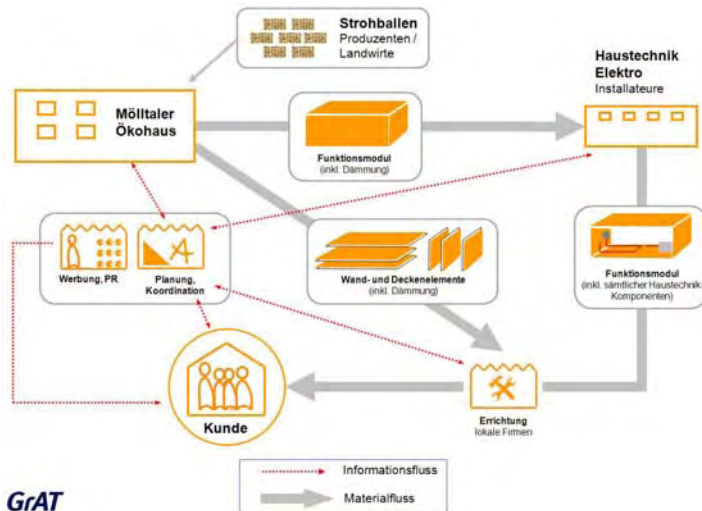 Strohballen
Produzenten /
Landwirte
Haustechnik
Elektro
Installateure
Mölltaler
Ökohaus
Funktionsmodul
(inkl. Dämmung)
Werbung, PR
Planung,
Koordination
Wand- und Deckenelemente
(inkl. Dämmung)
Funktionsmodul
(inkl. sämtlicher Haustechnik-
Komponenten)
Kunde
Errichtung
lokale Firmen
Informationsfluss
Materialfluss
GrAT